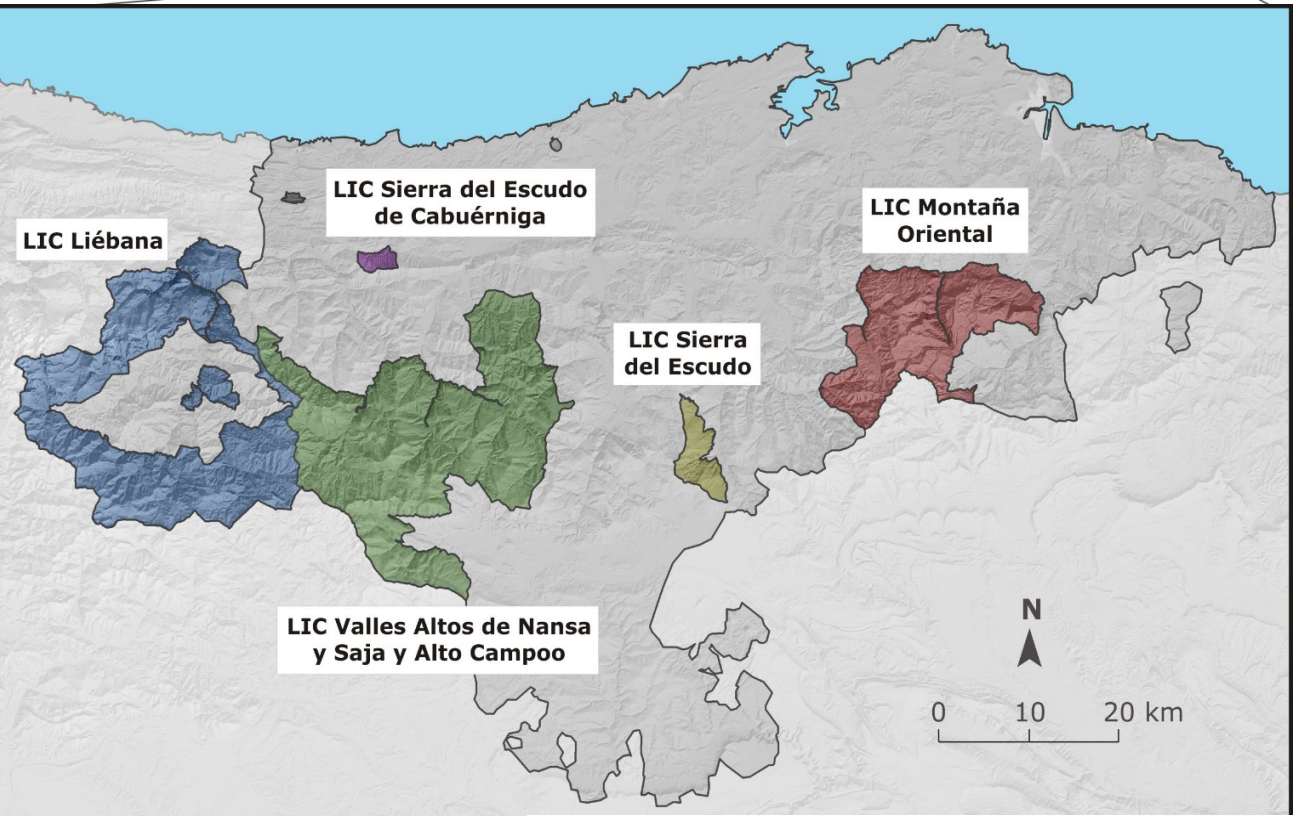 LIC Sierra del Escudo
de Cabuérniga
LIC Montaña
Oriental
LIC Liébana
LIC Sierra
del Escudo
LIC Valles Altos de Nansa
y Saja y Alto Campoo
N
0 10 20 km